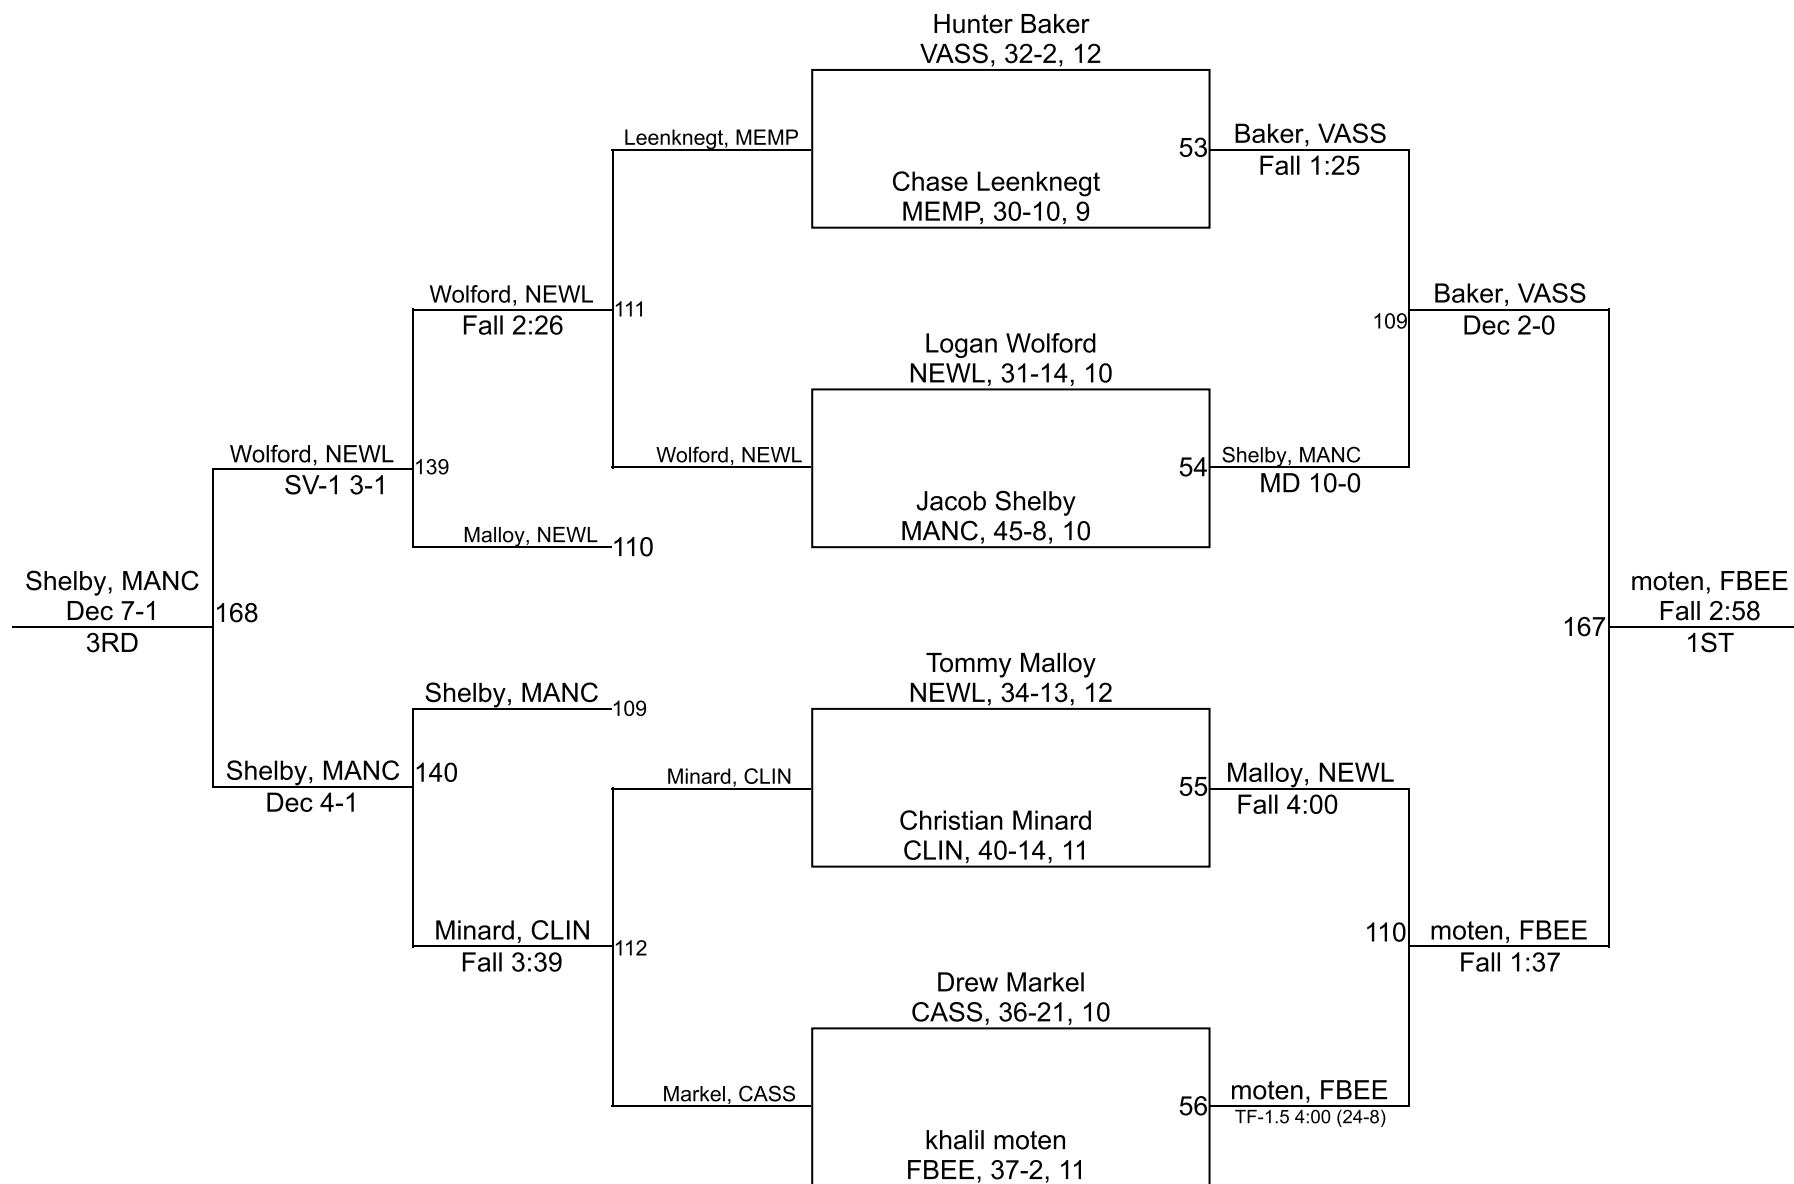 Hunter Baker
VASS, 32-2, 12
Leenknegt, MEMP
53
Baker, VASS
Fall 1:25
Chase Leenknegt
MEMP, 30-10, 9
Wolford, NEWL
Fall 2:26
111
109
Baker, VASS
Dec 2-0
Logan Wolford
NEWL, 31-14, 10
Wolford, NEWL
SV-1 3-1
139
Wolford, NEWL
54
Shelby, MANC
MD 10-0
Jacob Shelby
MANC, 45-8, 10
Malloy, NEWL
110
Shelby, MANC
Dec 7-1
3RD
168
167
moten, FBEE
Fall 2:58
1ST
Tommy Malloy
NEWL, 34-13, 12
Shelby, MANC
109
Shelby, MANC
Dec 4-1
140
Minard, CLIN
55
Malloy, NEWL
Fall 4:00
Christian Minard
CLIN, 40-14, 11
Minard, CLIN
Fall 3:39
112
110
moten, FBEE
Fall 1:37
Drew Markel
CASS, 36-21, 10
Markel, CASS
56
moten, FBEE
TF-1.5 4:00 (24-8)
khalil moten
FBEE, 37-2, 11